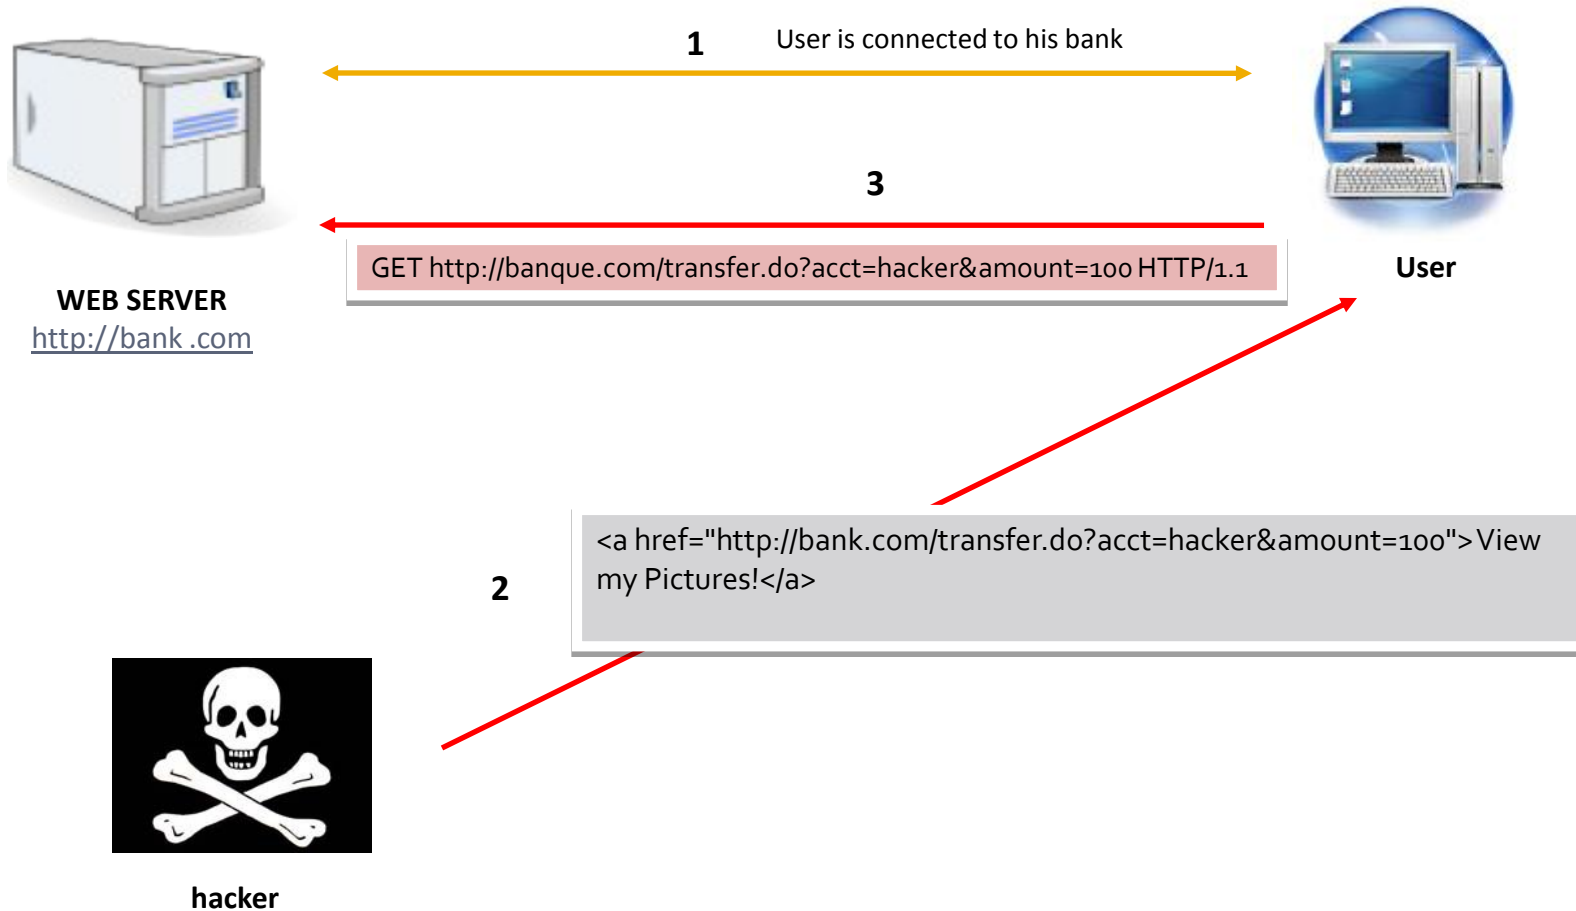 1
User is connected to his bank
3
GET http://banque.com/transfer.do?acct=hacker&amount=100 HTTP/1.1
User
WEB SERVER
http://bank .com
<a href="http://bank.com/transfer.do?acct=hacker&amount=100">View
my Pictures!</a>
2
hacker